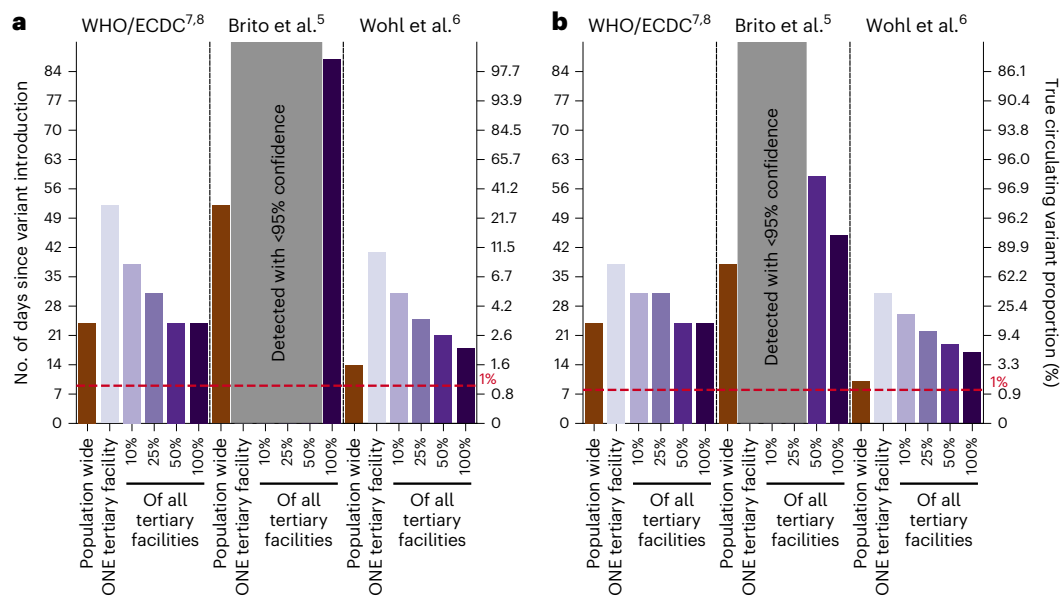 a
WHO/ECDC7,8
Brito et al.5
Wohl et al.6
No. of days since variant introduction
84
77
70
63
56
49
42
35
28
21
14
7
0
Detected with <95% confidence
97.7
93.9
84.5
65.7
41.2
21.7
11.5
6.7
4.2
2.6
1.6
1%
0.8
0
Population wide
ONE tertiary facility
10%
25%
50%
100%
Of all
tertiary
facilities
Population wide
ONE tertiary facility
10%
25%
50%
100%
Of all
tertiary
facilities
Population wide
ONE tertiary facility
10%
25%
50%
100%
Of all
tertiary
facilities
b
WHO/ECDC7,8
Brito et al.5
Wohl et al.6
84
77
70
63
56
49
42
35
28
21
14
7
0
Detected with <95% confidence
86.1
90.4
93.8
96.0
96.9
96.2
89.9
62.2
25.4
9.4
3.3
1%
0.9
0
True circulating variant proportion (%)
Population wide
ONE tertiary facility
10%
25%
50%
100%
Of all
tertiary
facilities
Population wide
ONE tertiary facility
10%
25%
50%
100%
Of all
tertiary
facilities
Population wide
ONE tertiary facility
10%
25%
50%
100%
Of all
tertiary
facilities